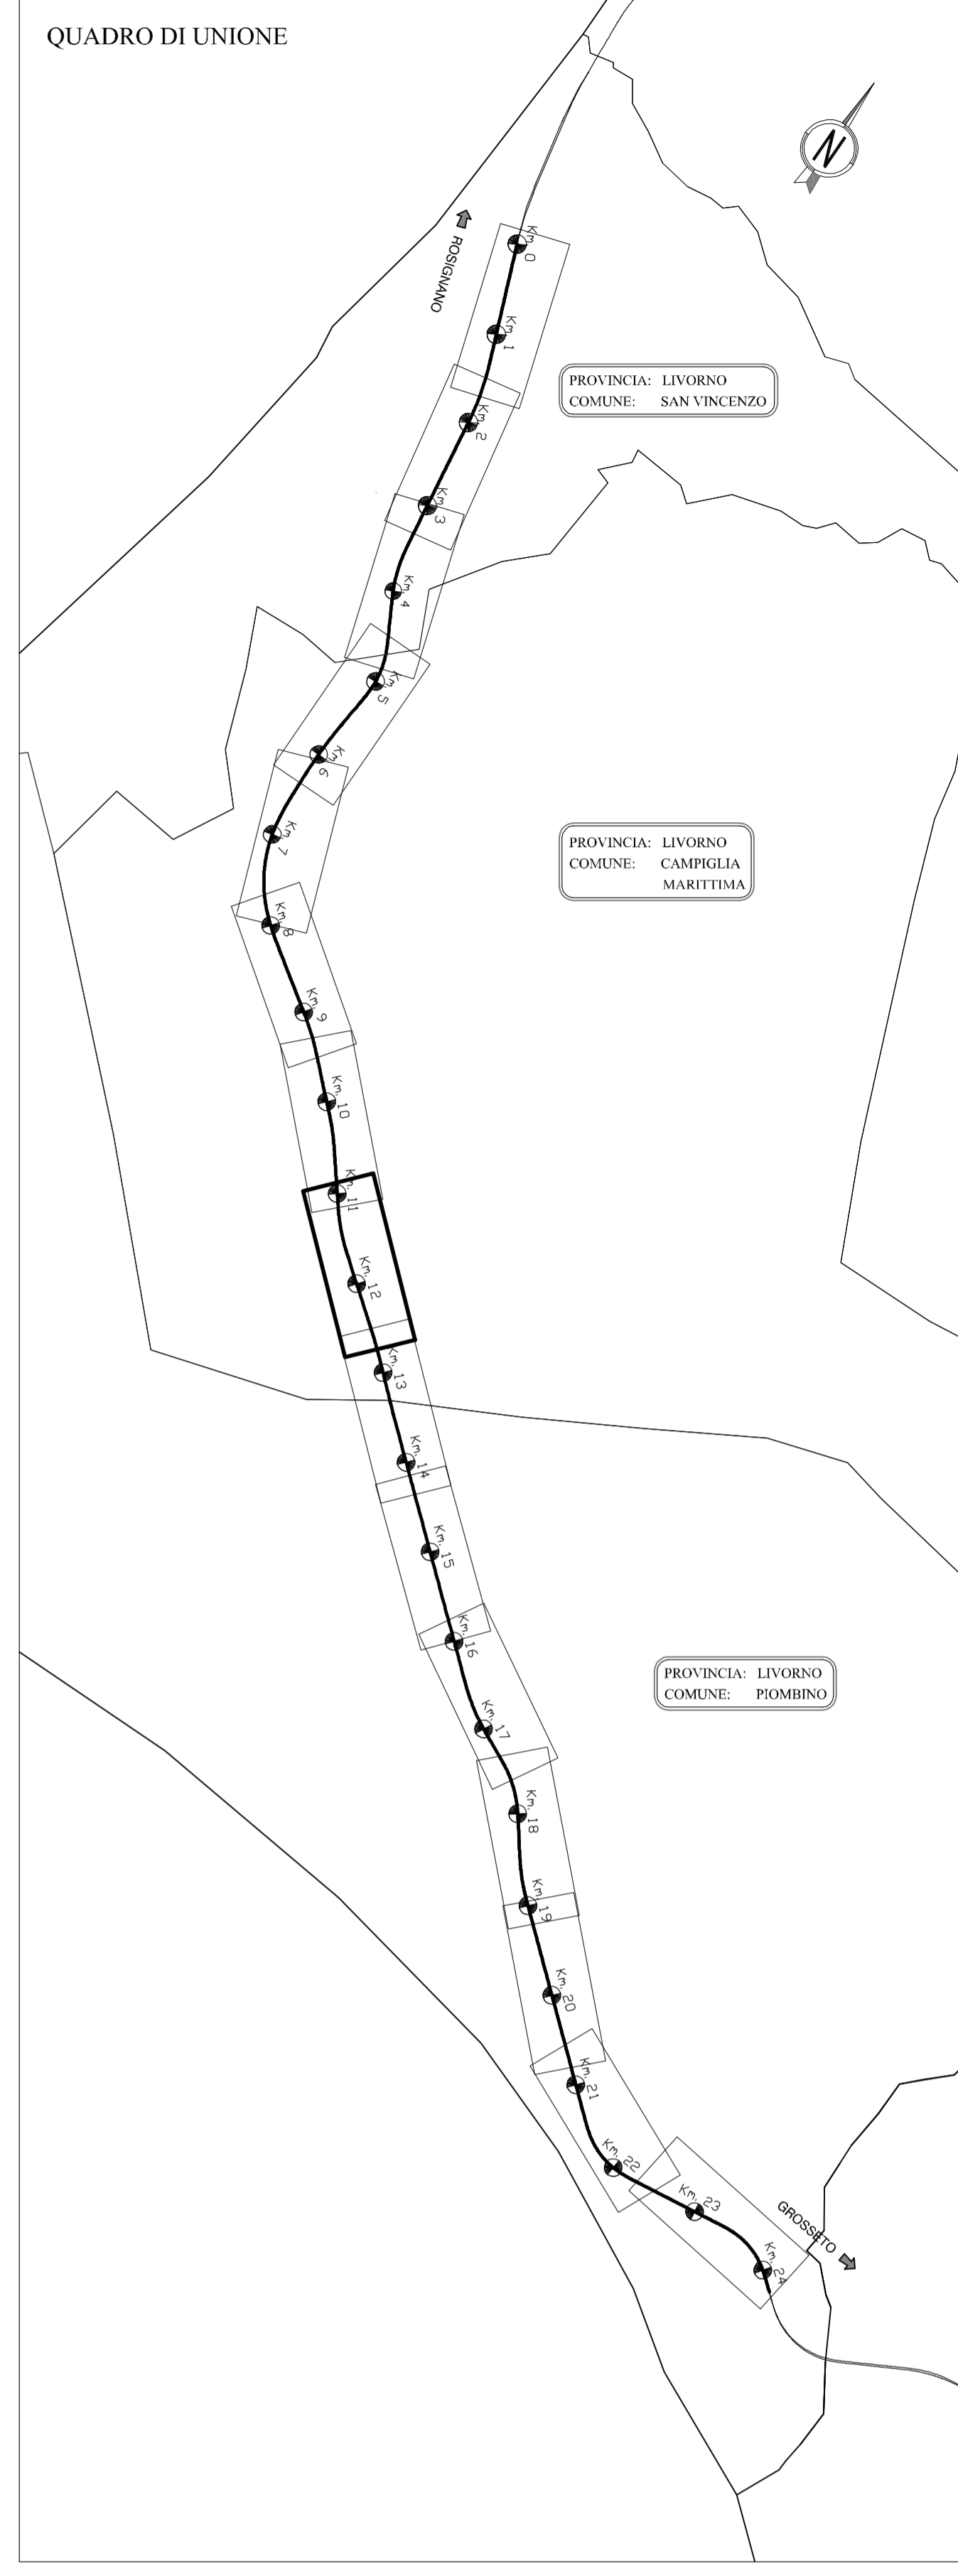 QUADRO DI UNIONE
N
ROSIGNANO
Km. 0
Km. 1
PROVINCIA: LIVORNO
COMUNE: SAN VINCENZO
Km. 2
Km. 3
Km. 4
Km. 5
Km. 6
Km. 7
PROVINCIA: LIVORNO
COMUNE: CAMPIGLIA
MARITTIMA
Km. 8
Km. 9
Km. 10
Km. 11
Km. 12
Km. 13
Km. 14
Km. 15
Km. 16
PROVINCIA: LIVORNO
COMUNE: PIOMBINO
Km. 17
Km. 18
Km. 19
Km. 20
Km. 21
Km. 22
Km. 23
GROSSETO
Km. 24